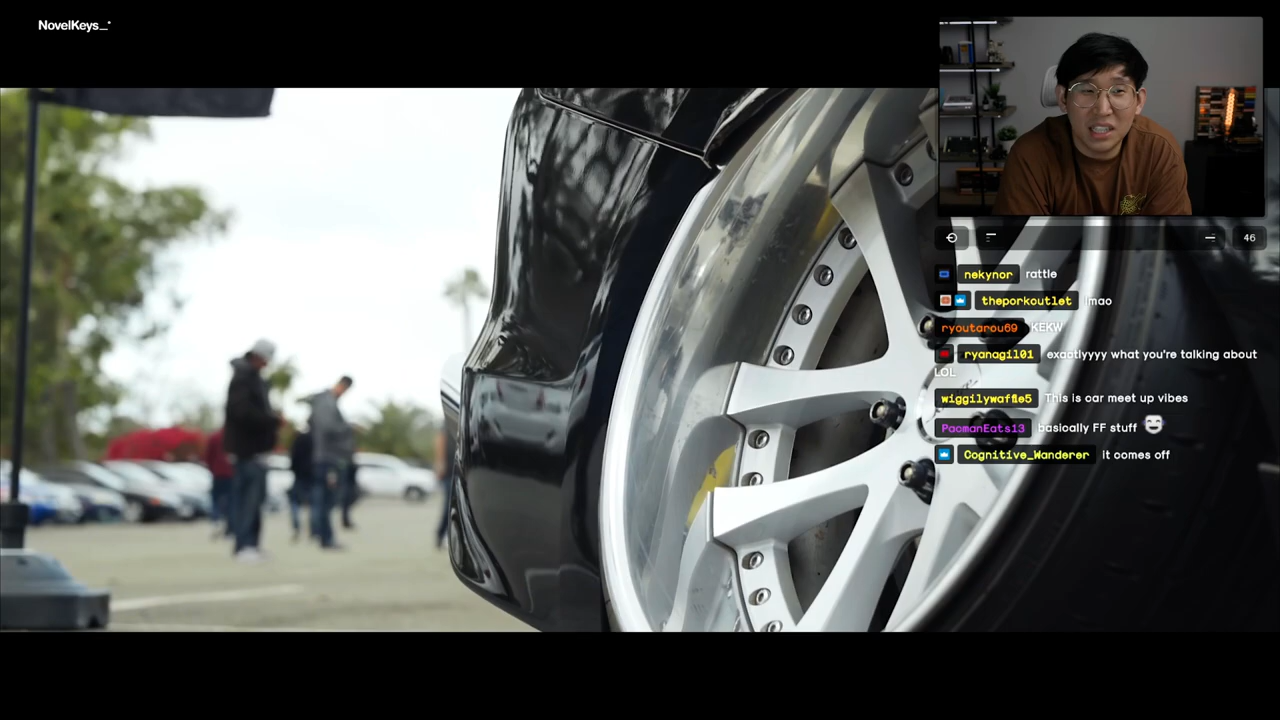 NovelKeys_
46
nekynor rattle
theporkoutlet lmao
ryoutarou69 KEKW
ryanagil01 exactlyyyy what you're talking about
LOL
wiggilywaffle5 This is car meet up vibes
PacmanEats13 basically FF stuff
Cognitive_Wanderer it comes off